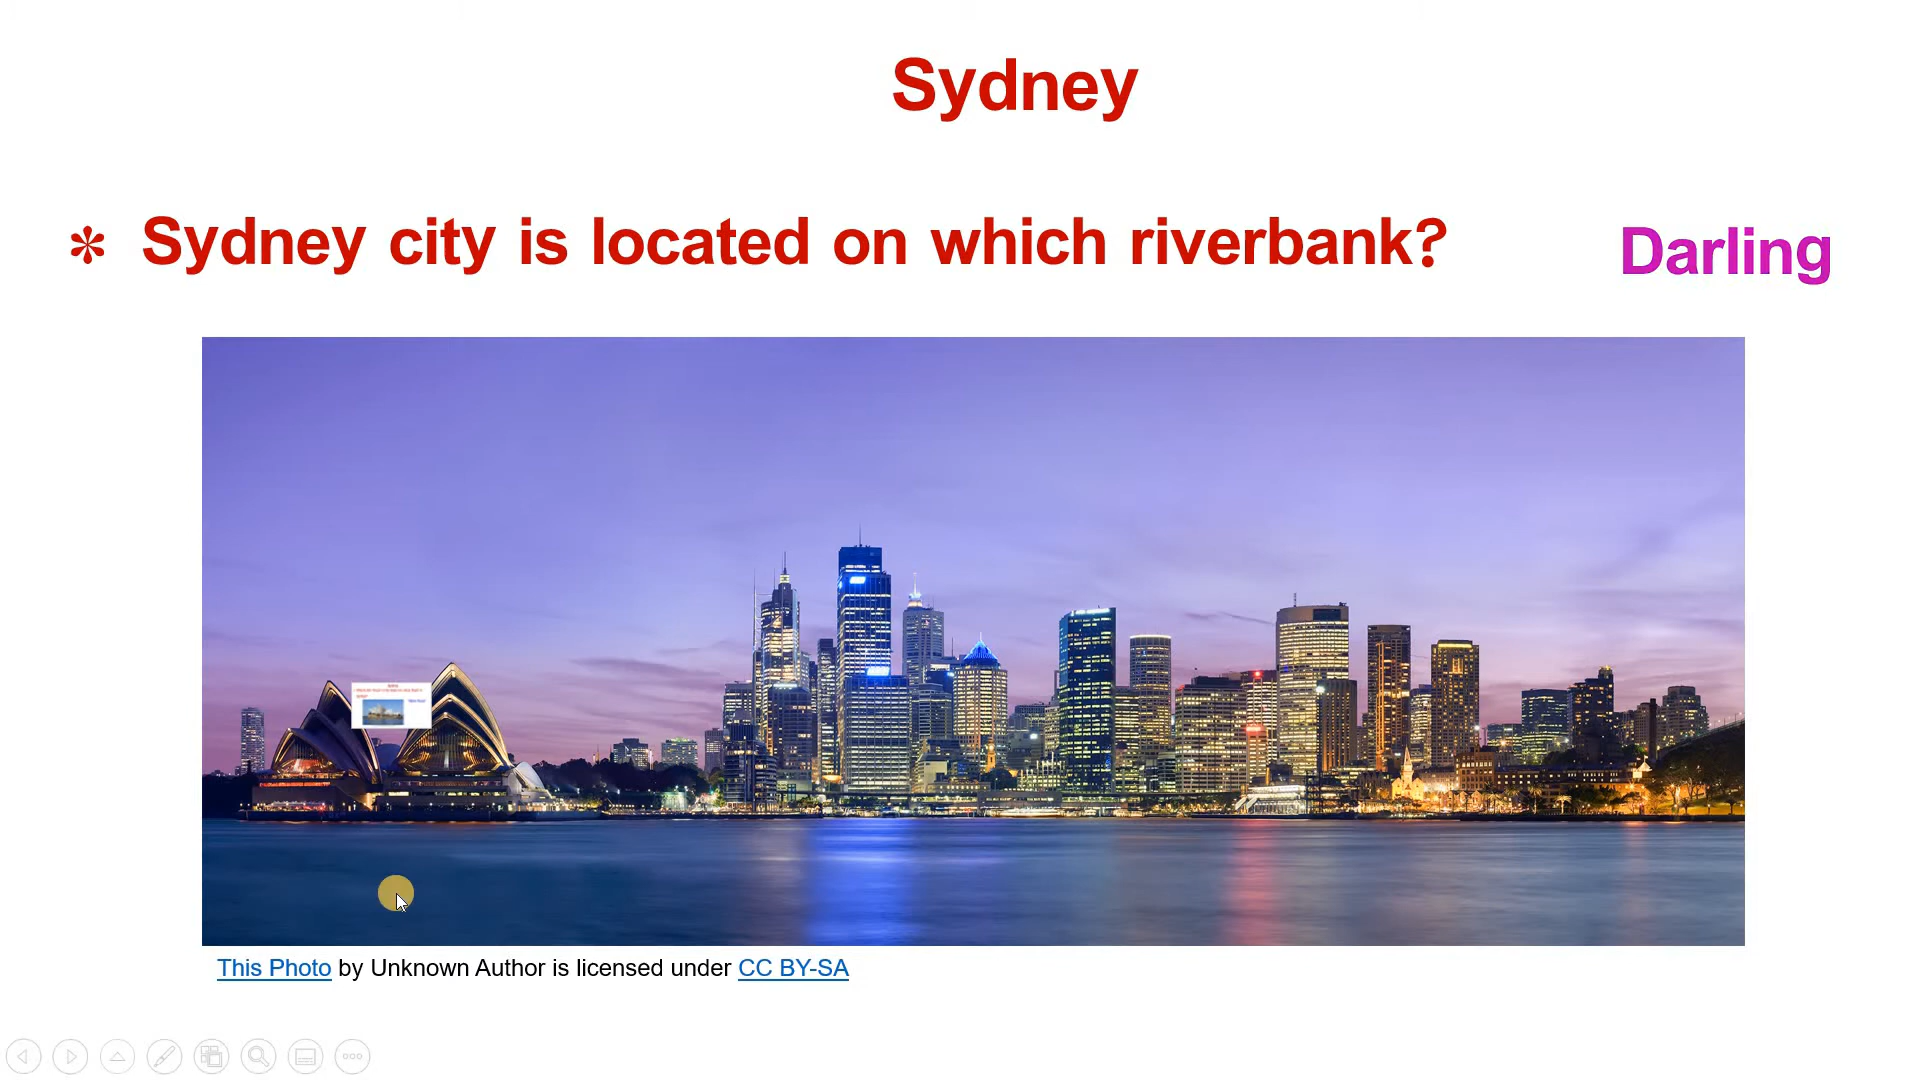 Sydney
* Sydney city is located on which riverbank?
Darling
This Photo by Unknown Author is licensed under CC BY-SA